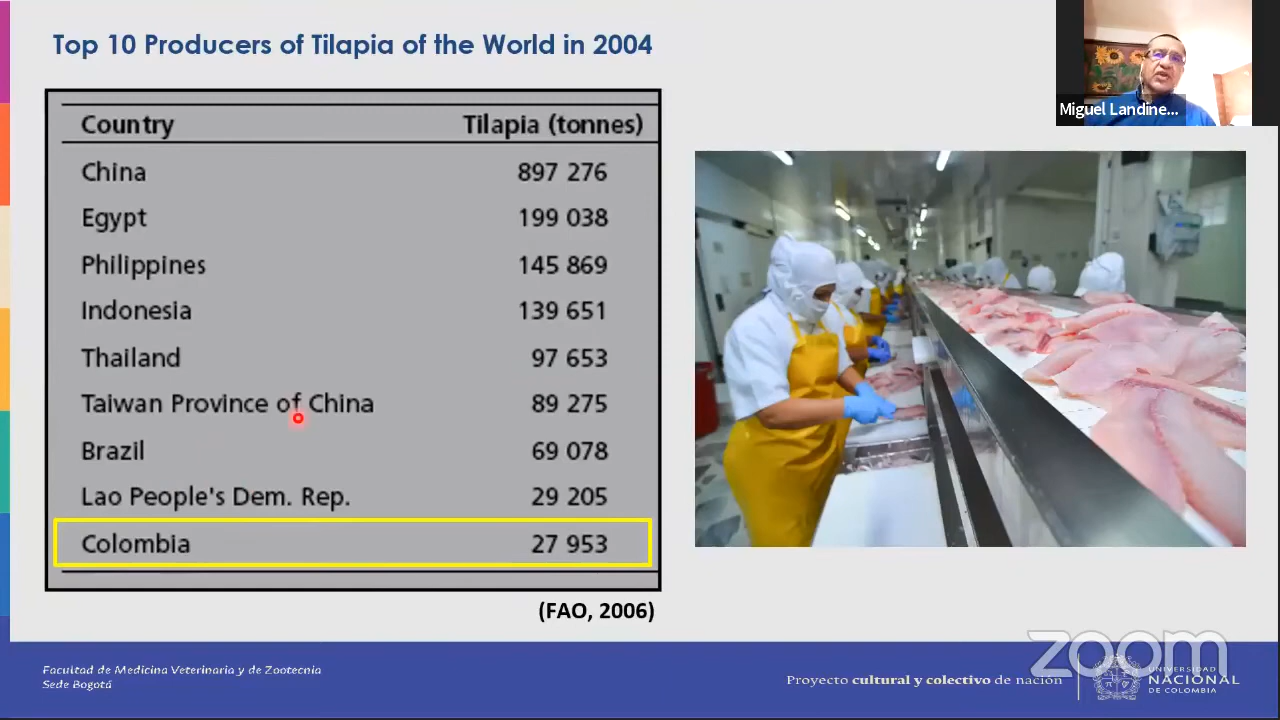 Top 10 Producers of Tilapia of the World in 2004
Miguel Landine...
Country Tilapia (tonnes)
China 897 276
Egypt 199 038
Philippines 145 869
Indonesia 139 651
Thailand 97 653
Taiwan Province of China 89 275
Brazil 69 078
Lao People's Dem. Rep. 29 205
Colombia 27 953
(FAO, 2006)
Facultad de Medicina Veterinaria y de Zootecnia
Sede Bogotá
Proyecto cultural y colectivo de nación
zoom
UNIVERSIDAD
NACIONAL
DE COLOMBIA